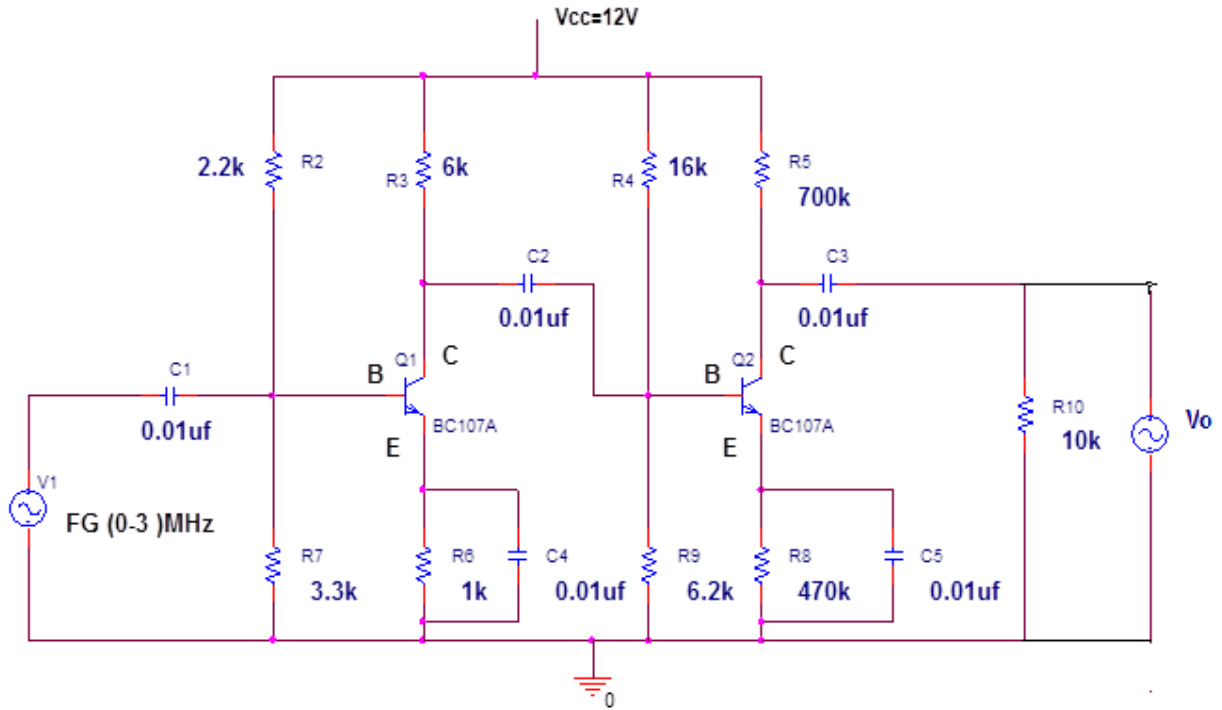 Vcc=12V
2.2k
R2
R3
6k
R4
16k
R5
700k
C2
0.01uf
C3
0.01uf
C1
0.01uf
B
Q1
C
BC107A
E
B
Q2
C
BC107A
E
R10
10k
Vo
V1
FG (0-3 )MHz
R7
3.3k
R6
1k
C4
0.01uf
R9
6.2k
R8
470k
C5
0.01uf
0